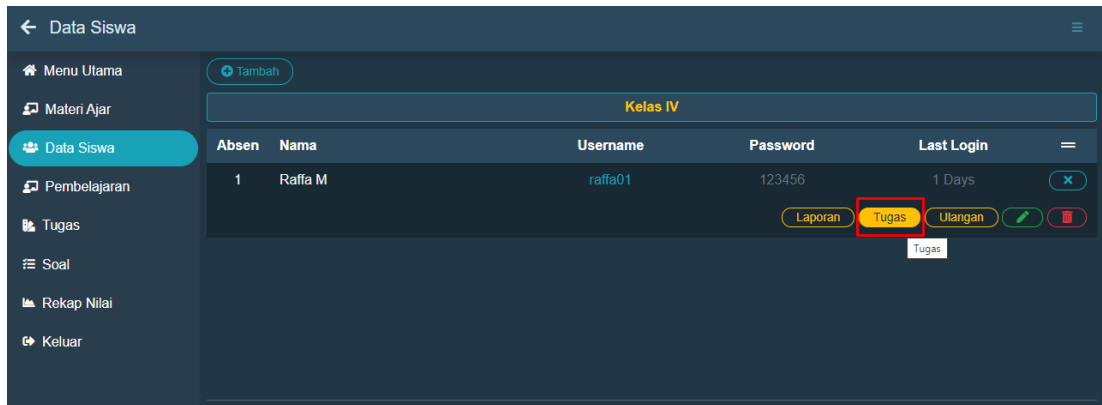 Data Siswa
Menu Utama
Materi Ajar
Data Siswa
Pembelajaran
Tugas
Soal
Rekap Nilai
Keluar
Tambah
Kelas IV
Absen Nama Username Password Last Login
1 Raffa M raffa01 123456 1 Days
Laporan Tugas Ulangan
Tugas